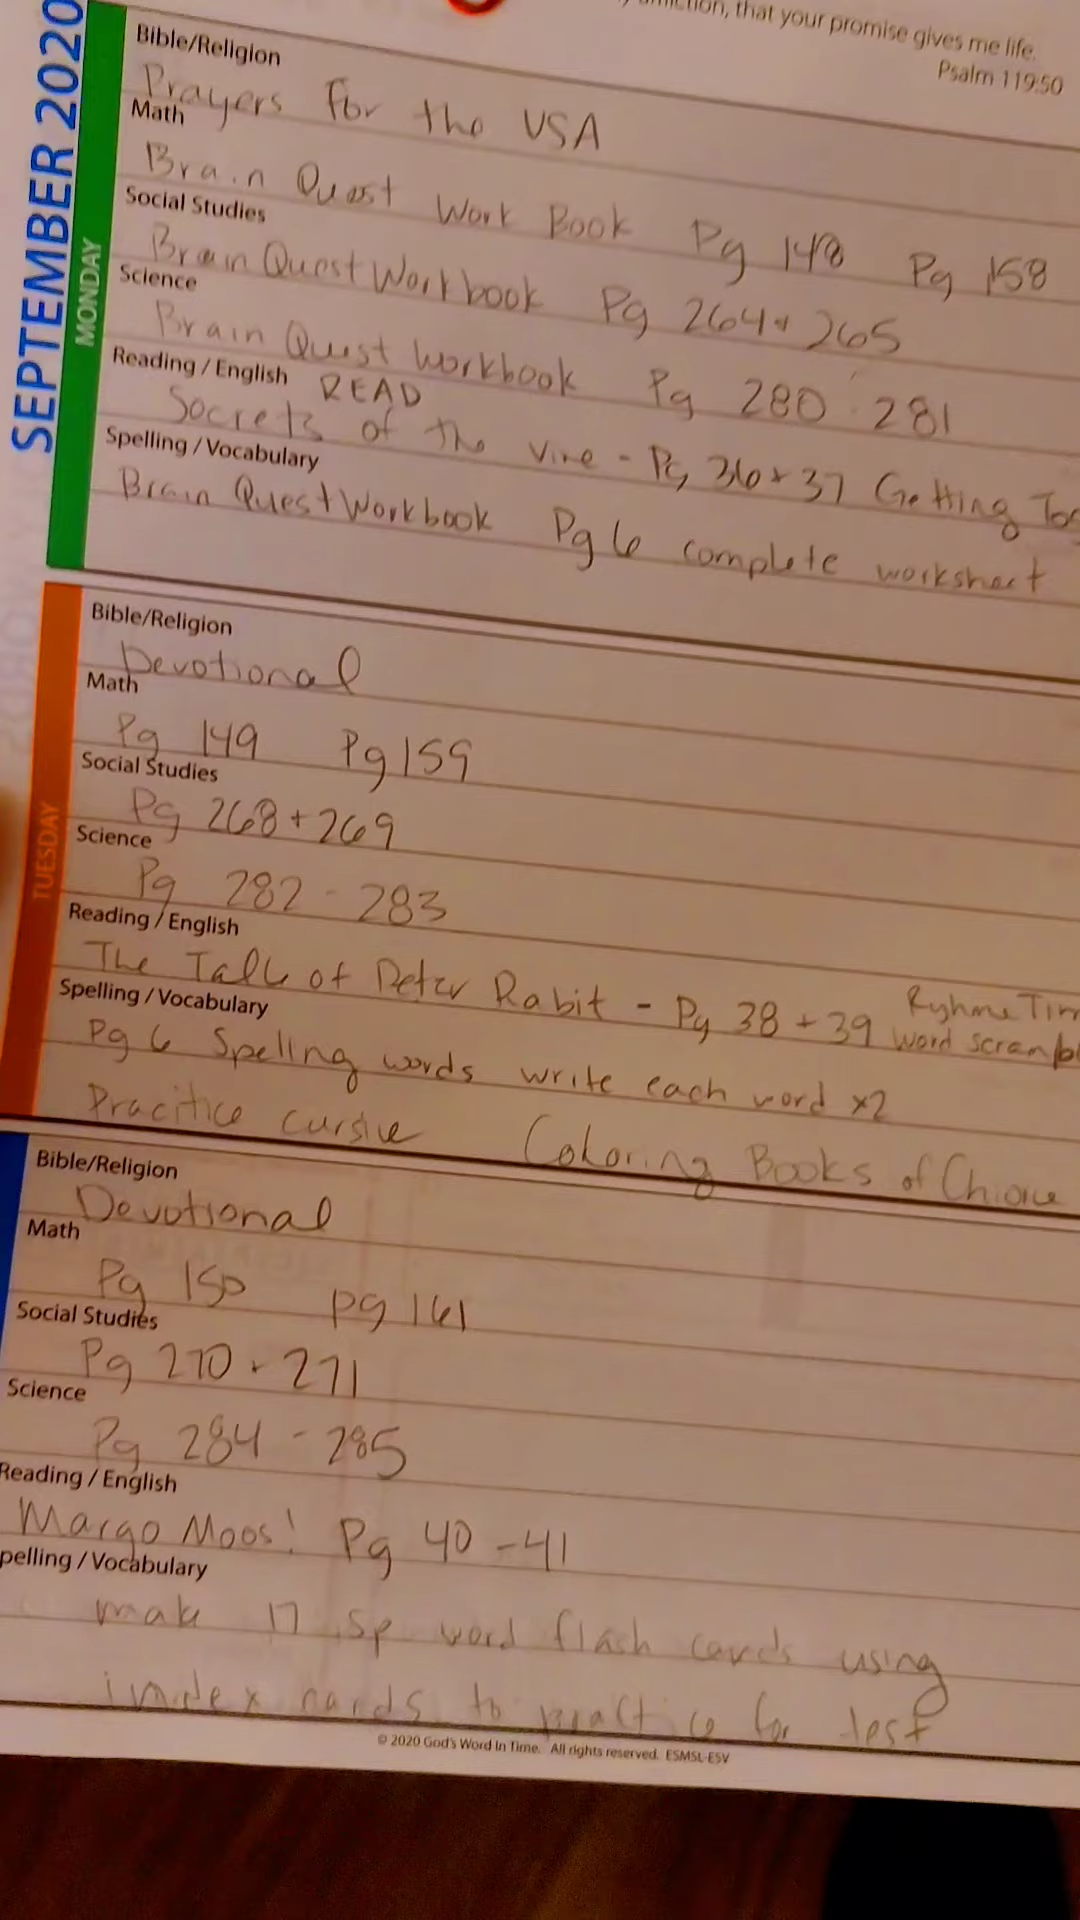 that your promise gives me life.
Psalm 119:50
SEPTEMBER 2020
MONDAY
Bible/Religion
Prayers for the USA
Math
Brain Quest Work Book Pg 148 Pg 158
Social Studies
Brain Quest Workbook Pg 264 + 265
Science
Brain Quest Workbook Pg 280 - 281
Reading / English READ
Secrets of the Vine - Pg 36 + 37 Getting
Spelling / Vocabulary
Brain Quest Workbook Pg 6 complete worksheet
TUESDAY
Bible/Religion
Devotional
Math
Pg 149 Pg 159
Social Studies
Pg 268 + 269
Science
Pg 282 - 283
Reading / English
The Tale of Peter Rabit - Pg 38 + 39 Ryhme
Word
Spelling / Vocabulary
Pg 6 Spelling words write each word x2
Pracitice cursive Coloring Books of Chioce
Bible/Religion
Devotional
Math
Pg 150 pg 161
Social Studies
Pg 270 + 271
Science
Pg 284 - 285
Reading / English
Margo Moos! Pg 40 - 41
pelling / Vocabulary
make 17 sp word flash cards using
index cards to practice for test
© 2020 God's Word In Time. All rights reserved. ESMSL-ESV